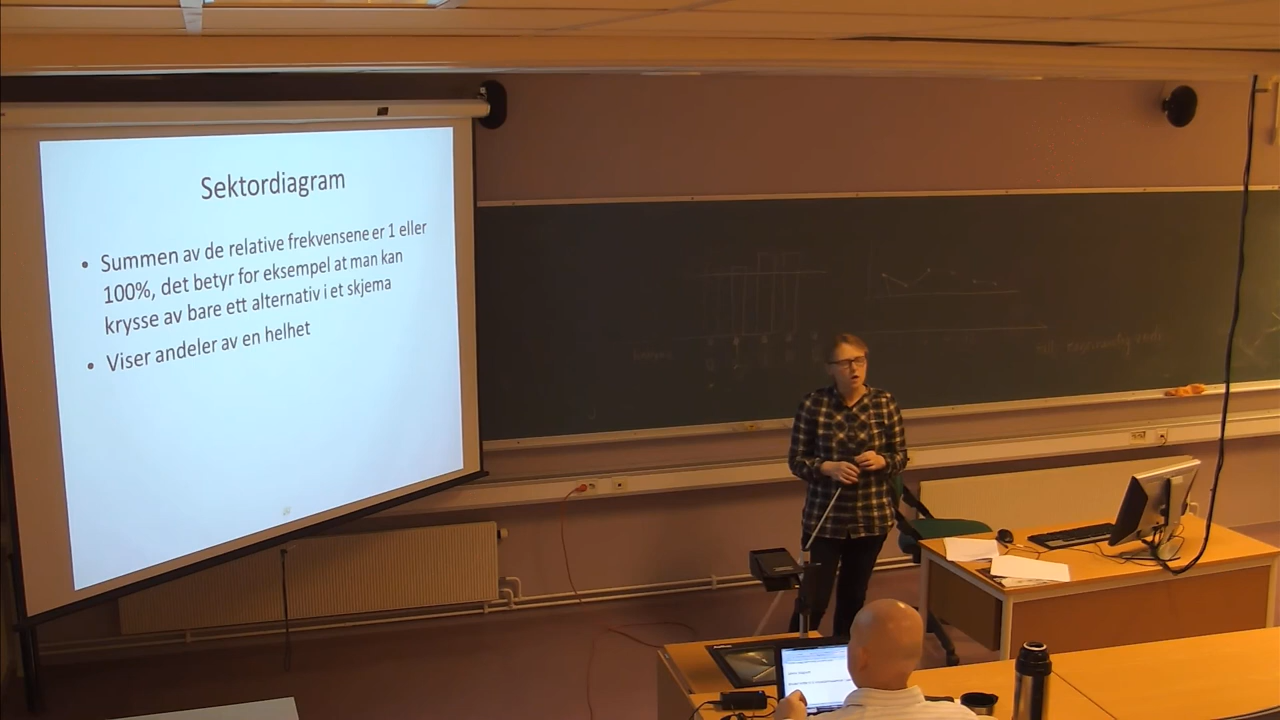 Sektordiagram
• Summen av de relative frekvensene er 1 eller
100%, det betyr for eksempel at man kan
krysse av bare ett alternativ i et skjema
• Viser andeler av en helhet